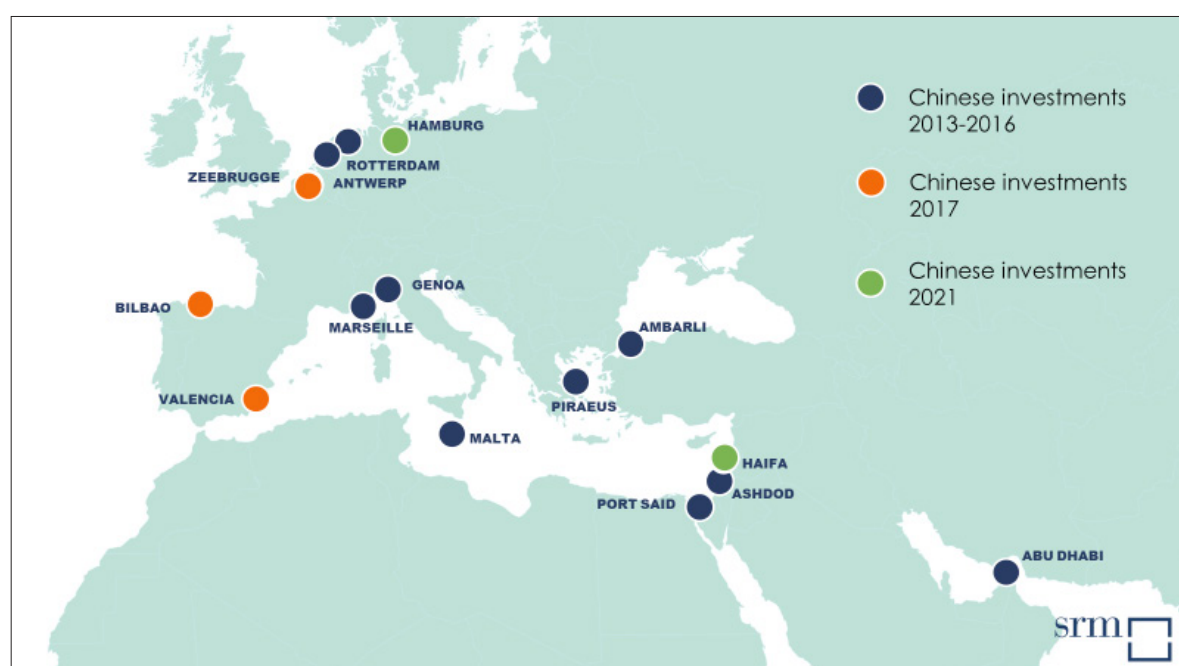 Chinese investments
2013-2016
Chinese investments
2017
Chinese investments
2021
HAMBURG
ROTTERDAM
ZEEBRUGGE
ANTWERP
GENOA
BILBAO
MARSEILLE
AMBARLI
VALENCIA
PIRAEUS
MALTA
HAIFA
ASHDOD
PORT SAID
ABU DHABI
srm